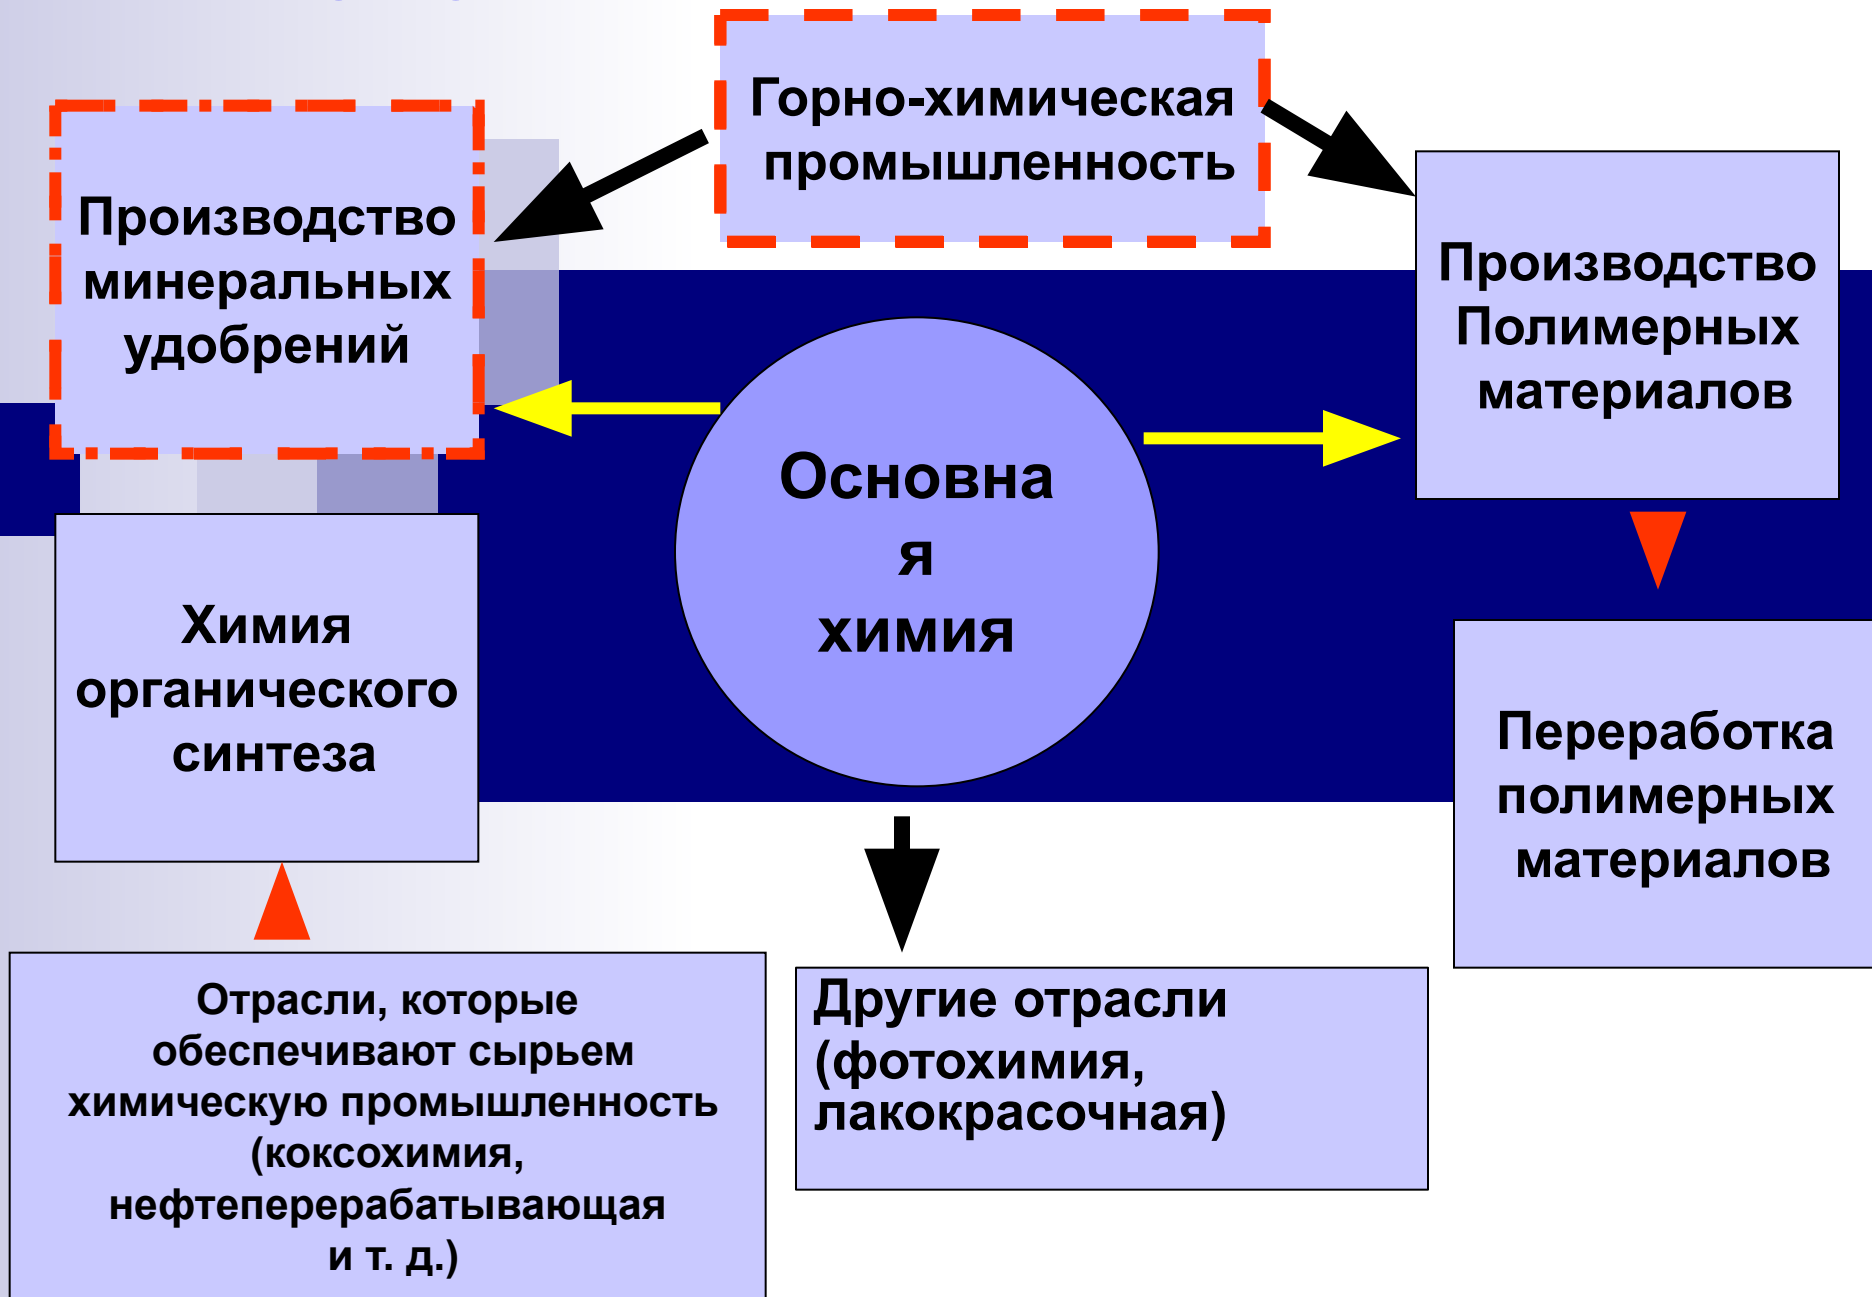 Горно-химическая
промышленность
Производство
минеральных
удобрений
Производство
Полимерных
материалов
Основна
я
химия
Химия
органического
синтеза
Переработка
полимерных
материалов
Отрасли, которые
обеспечивают сырьем
химическую промышленность
(коксохимия,
нефтеперерабатывающая
и т. д.)
Другие отрасли
(фотохимия,
лакокрасочная)